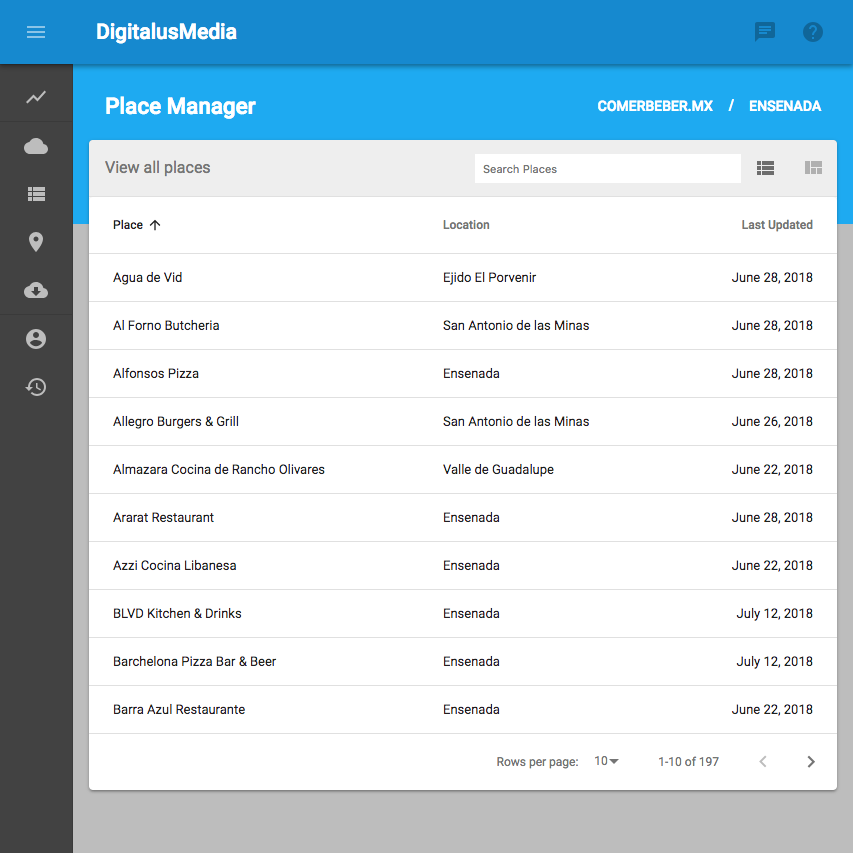 DigitalusMedia
Place Manager COMERBEBER.MX / ENSENADA
View all places Search Places
Place Location Last Updated
Agua de Vid Ejido El Porvenir June 28, 2018
Al Forno Butcheria San Antonio de las Minas June 28, 2018
Alfonsos Pizza Ensenada June 28, 2018
Allegro Burgers & Grill San Antonio de las Minas June 26, 2018
Almazara Cocina de Rancho Olivares Valle de Guadalupe June 22, 2018
Ararat Restaurant Ensenada June 28, 2018
Azzi Cocina Libanesa Ensenada June 22, 2018
BLVD Kitchen & Drinks Ensenada July 12, 2018
Barchelona Pizza Bar & Beer Ensenada July 12, 2018
Barra Azul Restaurante Ensenada June 22, 2018
Rows per page: 10 1-10 of 197